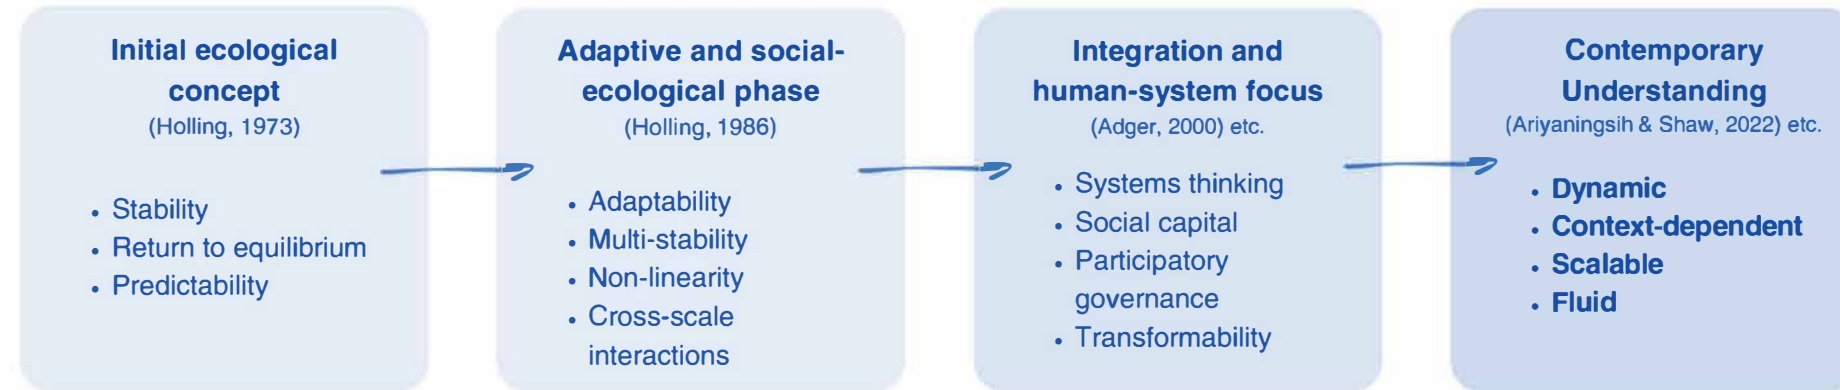 Initial ecological
concept
(Holling, 1973)
• Stability
• Return to equilibrium
• Predictability
Adaptive and social-
ecological phase
(Holling, 1986)
• Adaptability
• Multi-stability
• Non-linearity
• Cross-scale
interactions
Integration and
human-system focus
(Adger, 2000) etc.
• Systems thinking
• Social capital
• Participatory
governance
• Transformability
Contemporary
Understanding
(Ariyaningsih & Shaw, 2022) etc.
• Dynamic
• Context-dependent
• Scalable
• Fluid